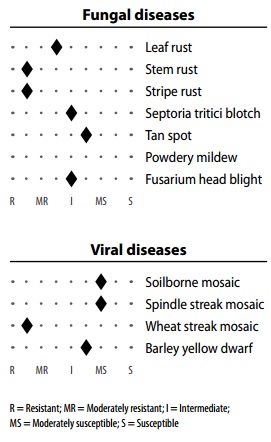 Fungal diseases
Leaf rust
Stem rust
Stripe rust
Septoria tritici blotch
Tan spot
Powdery mildew
Fusarium head blight
R MR I MS S
Viral diseases
Soilborne mosaic
Spindle streak mosaic
Wheat streak mosaic
Barley yellow dwarf
R MR I MS S
R = Resistant; MR = Moderately resistant; I = Intermediate;
MS = Moderately susceptible; S = Susceptible